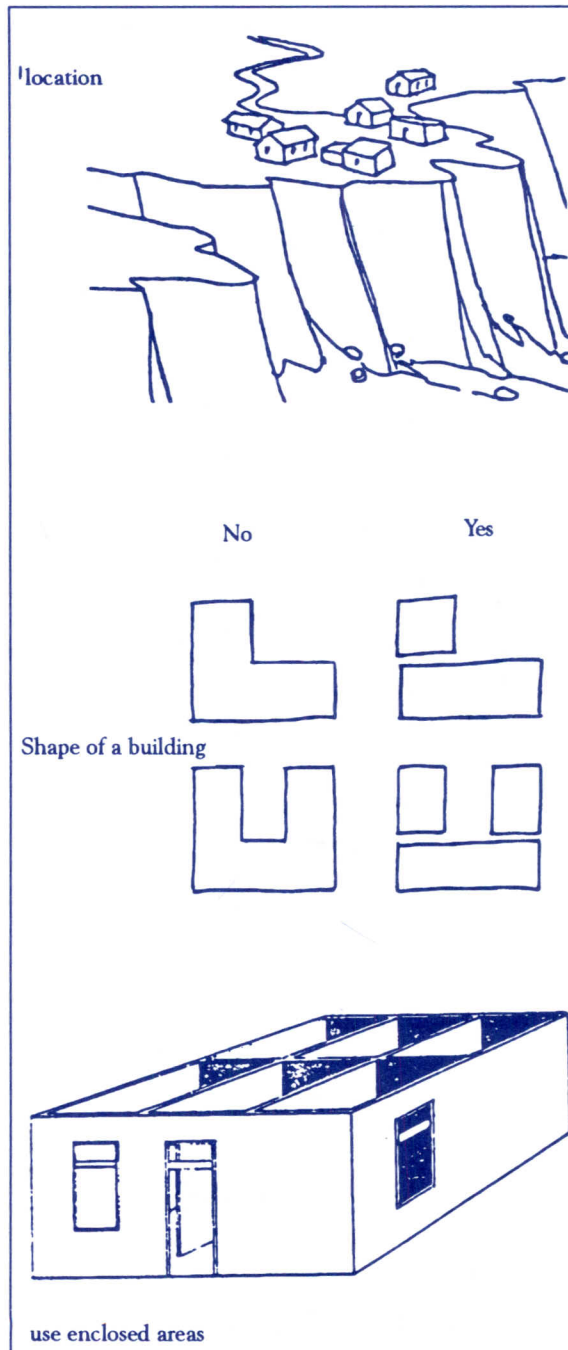 location
No Yes
Shape of a building
use enclosed areas